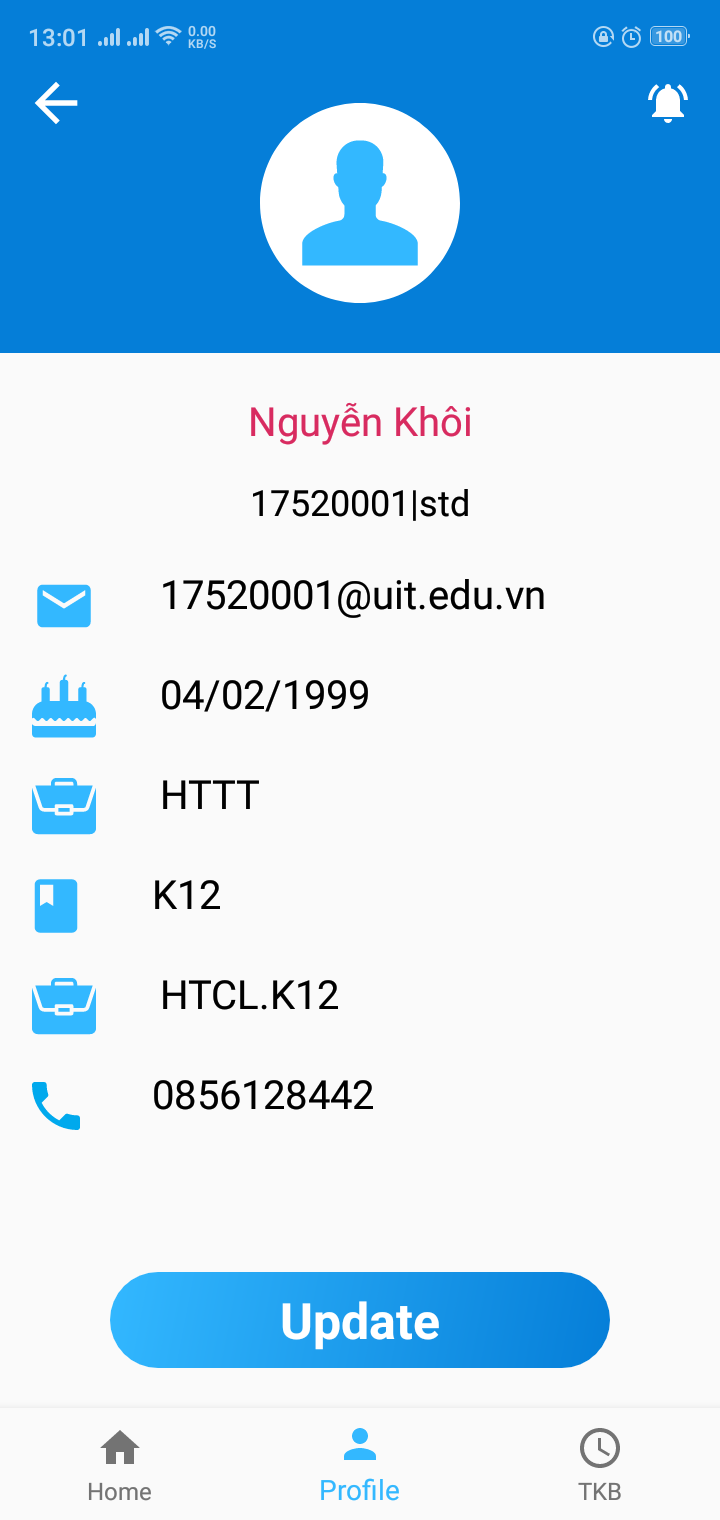 13:01 0.00 KB/S 100
Nguyễn Khôi
17520001|std
17520001@uit.edu.vn
04/02/1999
HTTT
K12
HTCL.K12
0856128442
Update
Home Profile TKB